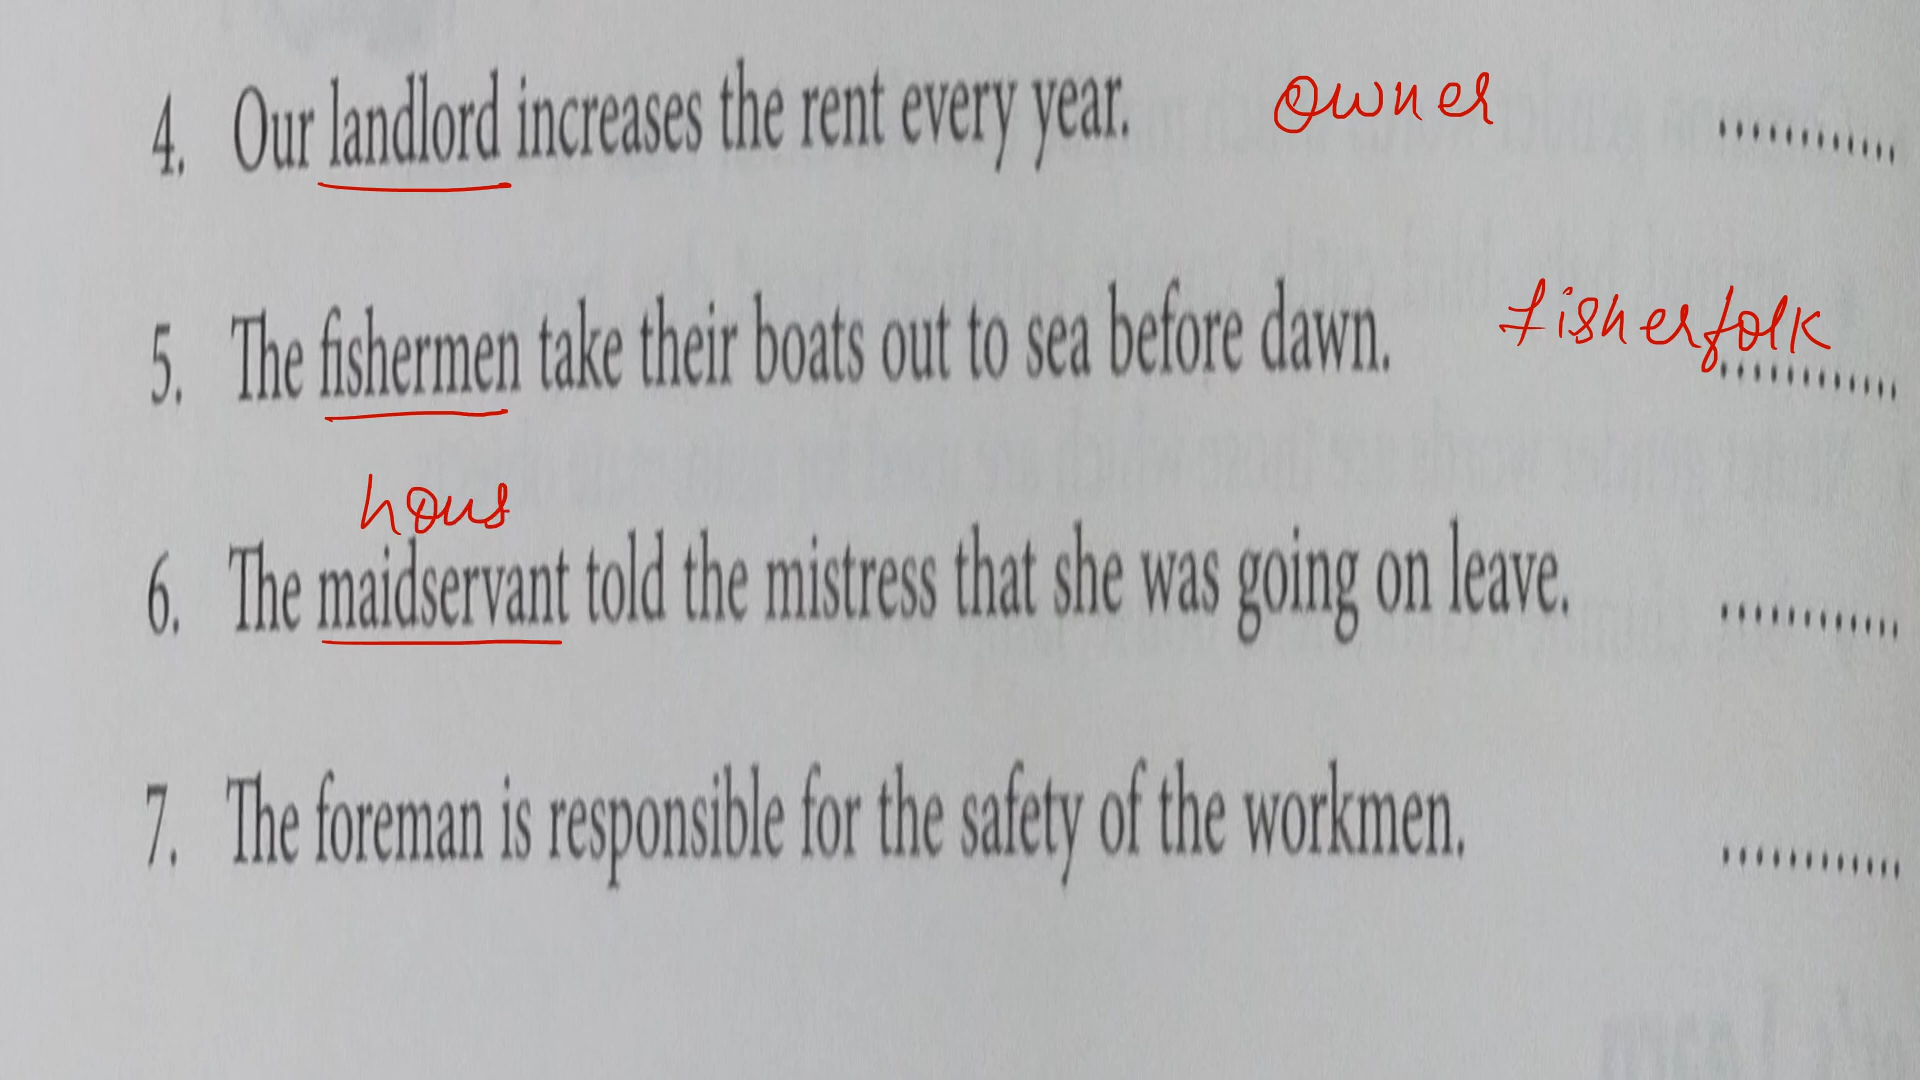 4. Our landlord increases the rent every year. owner ............
5. The fishermen take their boats out to sea before dawn. fisherfolk ............
hous
6. The maidservant told the mistress that she was going on leave. ............
7. The foreman is responsible for the safety of the workmen. ............